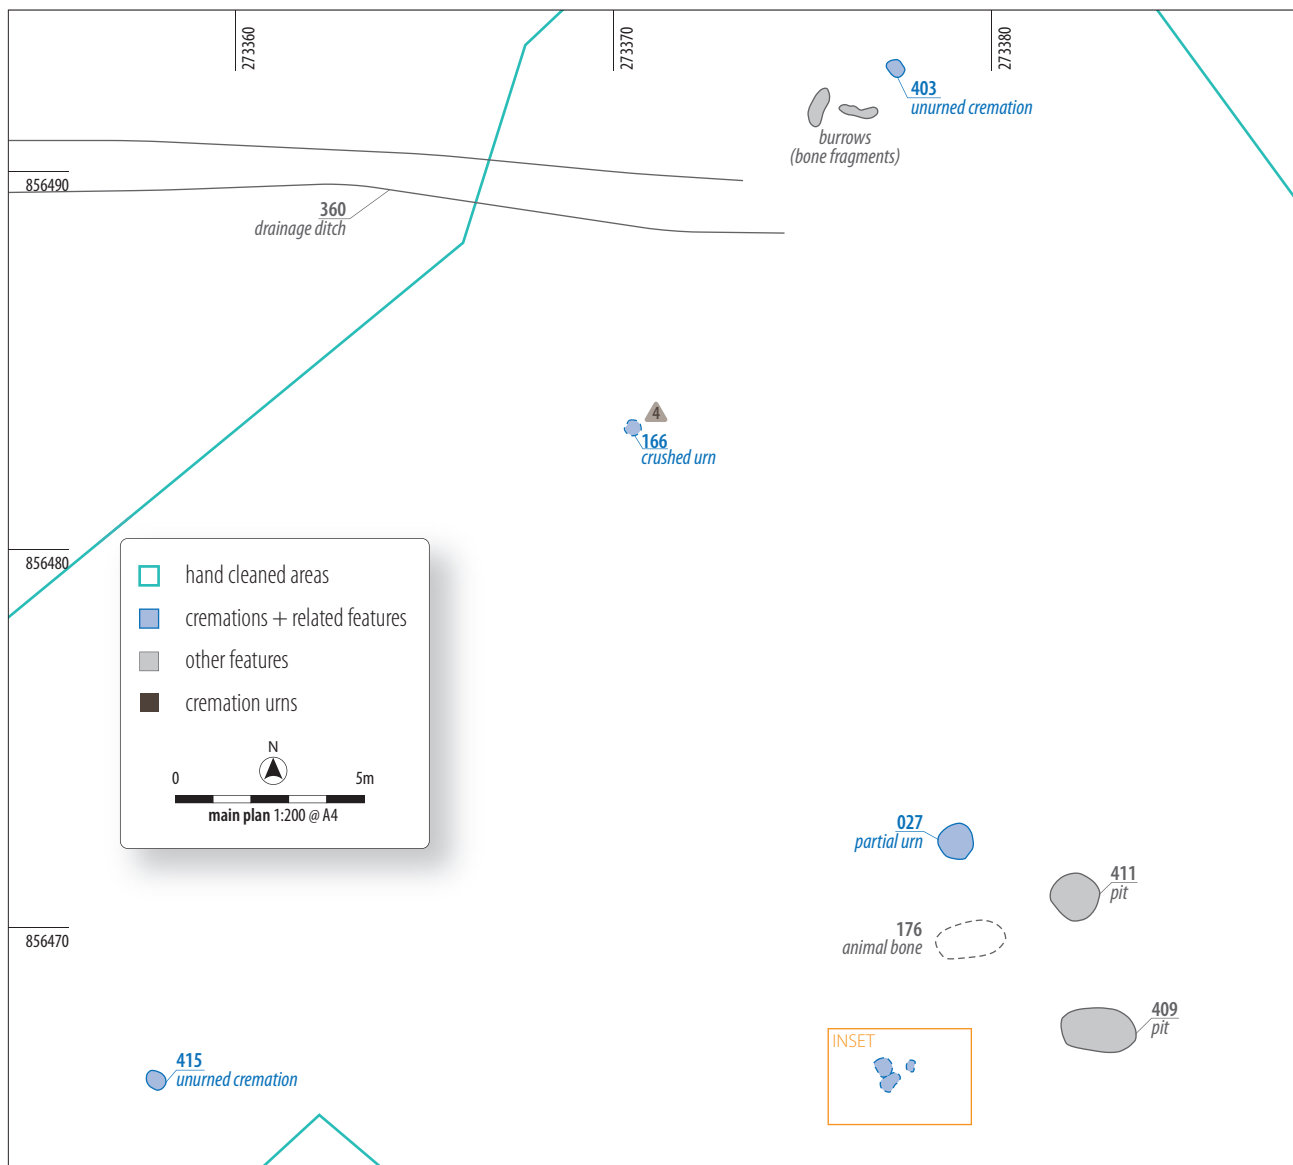 273360
273370
273380
403
unurned cremation
burrows
(bone fragments)
856490
360
drainage ditch
4
166
crushed urn
856480
hand cleaned areas
cremations + related features
other features
cremation urns
N
0 5m
main plan 1:200 @ A4
027
partial urn
411
pit
176
animal bone
856470
409
pit
INSET
415
unurned cremation